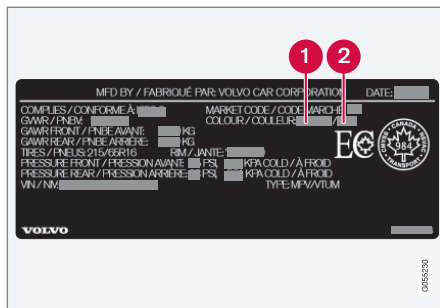 1 2
MFD BY / FABRIQUÉ PAR: VOLVO CAR CORPORATION DATE:
COMPLIES / CONFORME À:
MARKET CODE / CODE MARCHE
GVWR / PNBV:
COLOUR / COULEUR: /
GAWR FRONT / PNBE AVANT: KG
GAWR REAR / PNBE ARRIERE: KG
TIRES / PNEUS: 215/65R16 RIM / JANTE:
PRESSURE FRONT / PRESSION AVANT: PSI, KPA COLD / À FROID
PRESSURE REAR / PRESSION ARRIÈRE: PSI, KPA COLD / À FROID
VIN / NIV: TYPE: MPV/VTUM
EC
CANADA
984
TRANSPORT
VOLVO
G055230